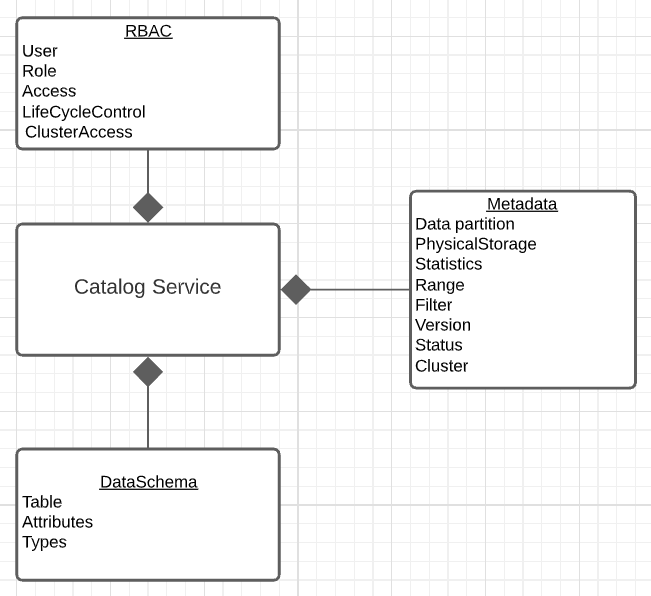 RBAC
User
Role
Access
LifeCycleControl
ClusterAccess
Catalog Service
Metadata
Data partition
PhysicalStorage
Statistics
Range
Filter
Version
Status
Cluster
DataSchema
Table
Attributes
Types